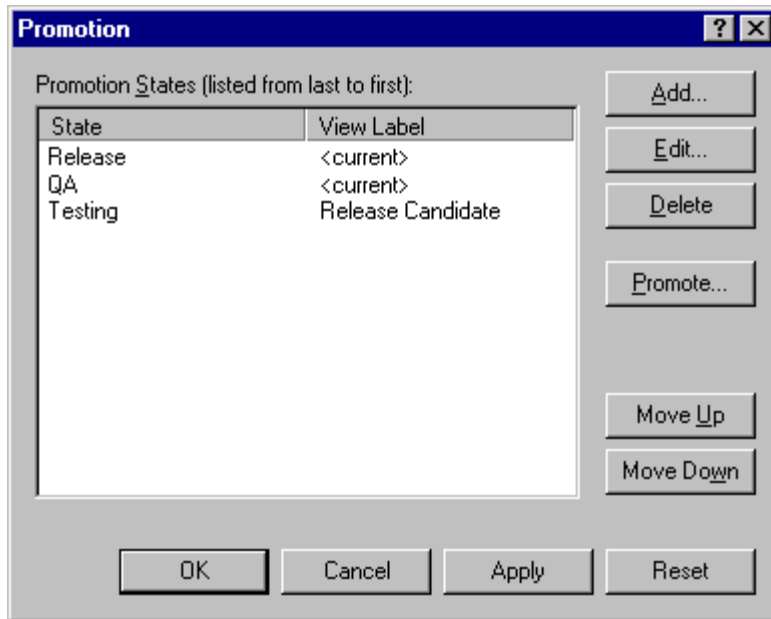 Promotion
Promotion States (listed from last to first):
State View Label
Release <current>
QA <current>
Testing Release Candidate
Add...
Edit...
Delete
Promote...
Move Up
Move Down
OK Cancel Apply Reset